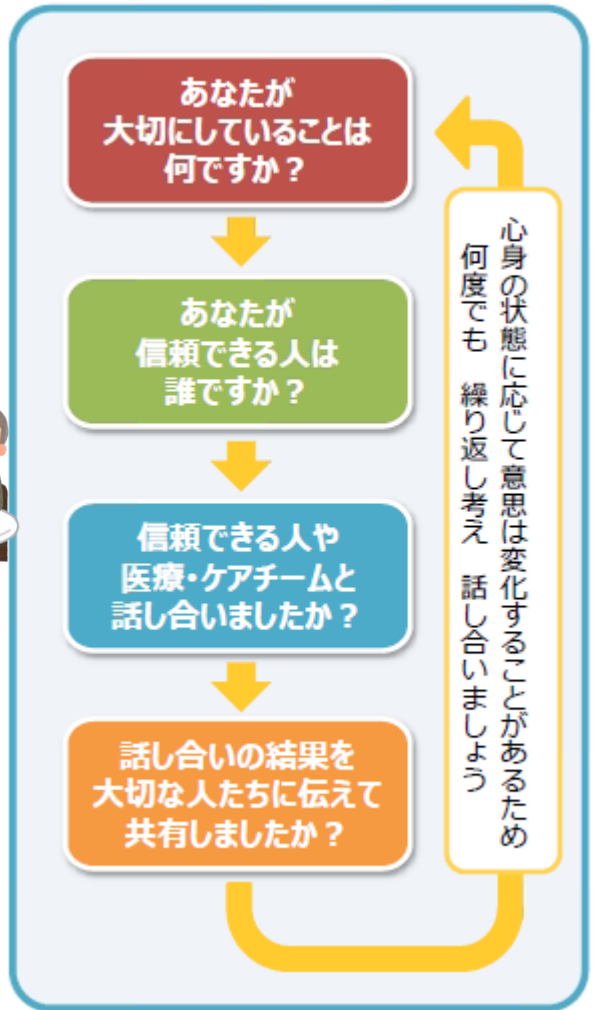 あなたが
大切にしていることは
何ですか？
あなたが
信頼できる人は
誰ですか？
信頼できる人や
医療・ケアチームと
話し合いましたか？
話し合いの結果を
大切な人たちに伝えて
共有しましたか？
心身の状態に応じて意思は変化することがあるため
何度でも　繰り返し考え　話し合いましょう